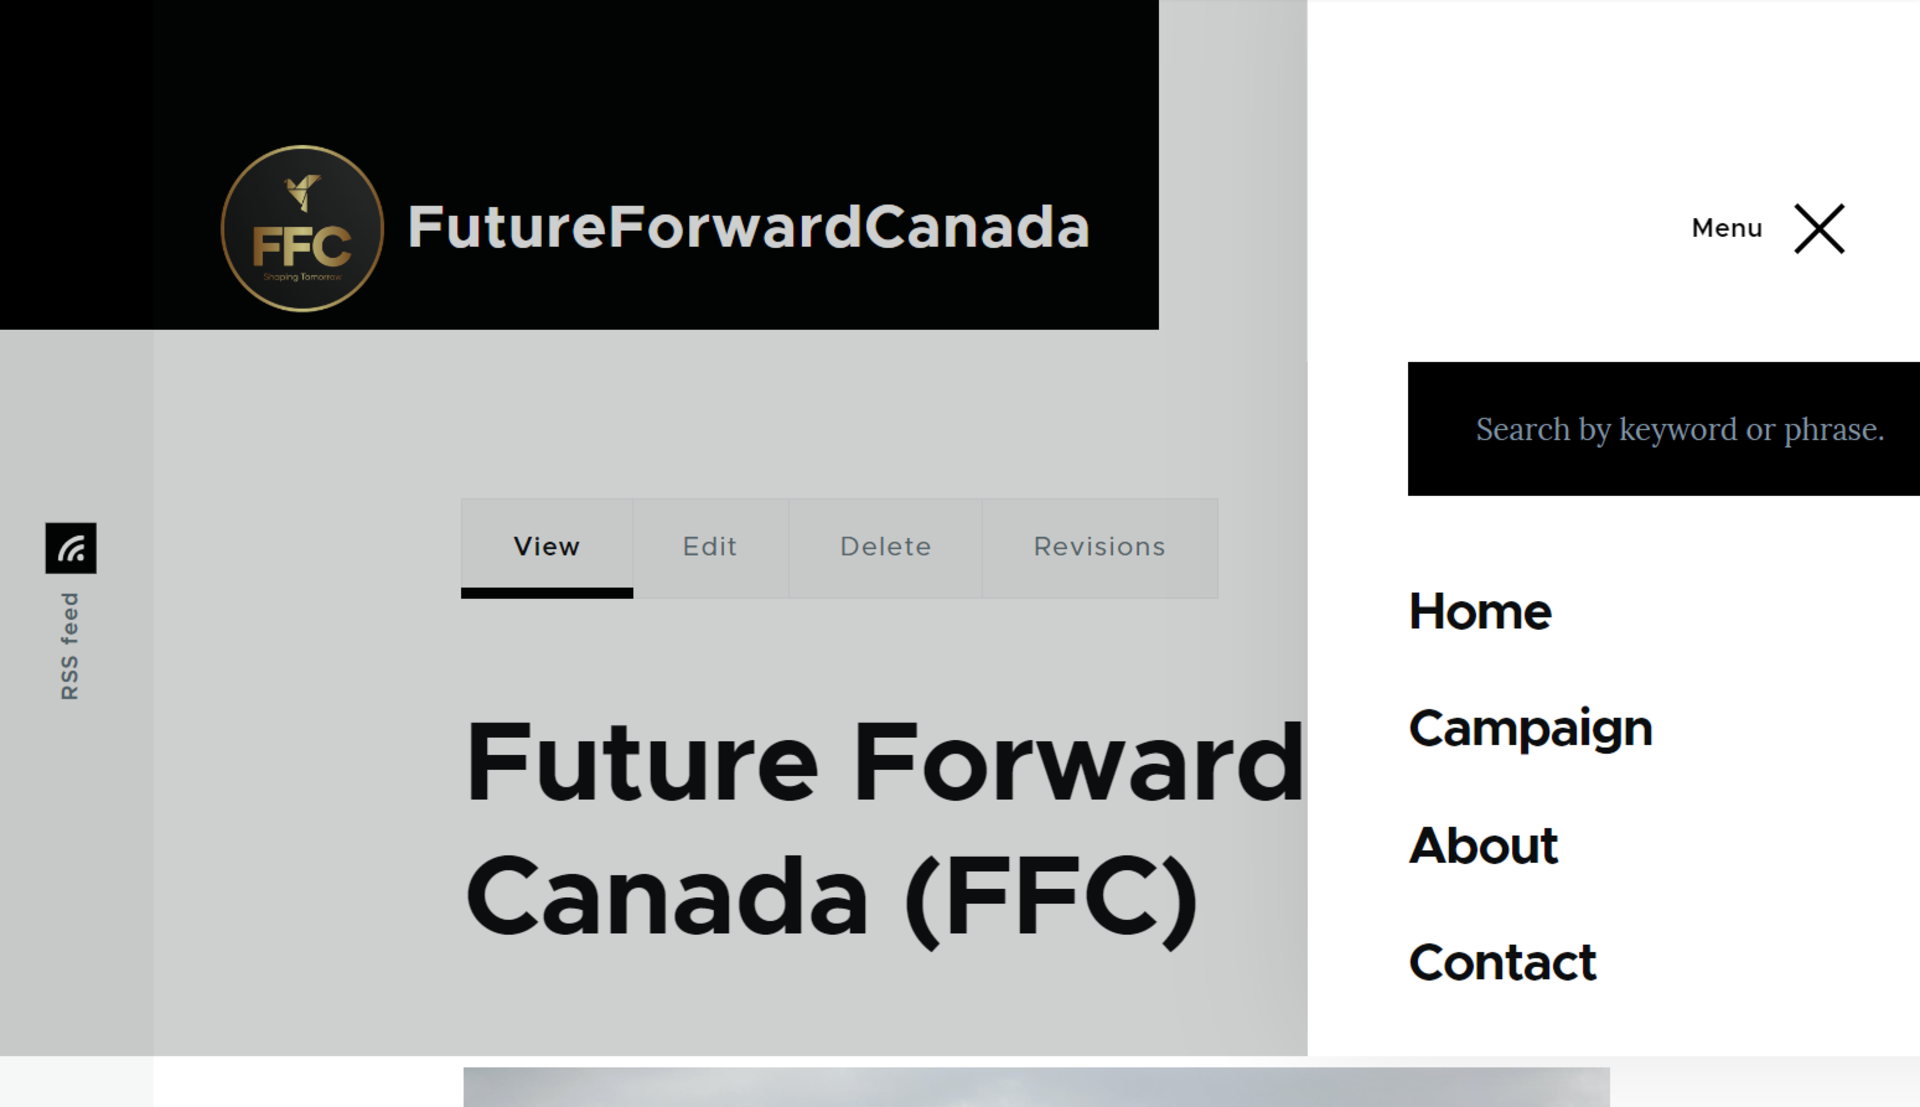 FFC
Shaping Tomorrow
FutureForwardCanada
Menu
Search by keyword or phrase.
View Edit Delete Revisions
RSS feed
Future Forward
Canada (FFC)
Home
Campaign
About
Contact